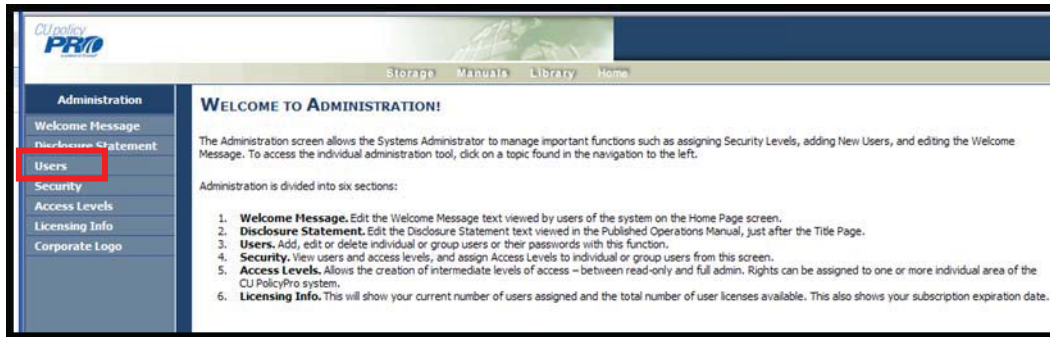 CU policy
PRO
Storage Manuals Library Home
Administration
Welcome Message
Disclosure Statement
Users
Security
Access Levels
Licensing Info
Corporate Logo
WELCOME TO ADMINISTRATION!
The Administration screen allows the Systems Administrator to manage important functions such as assigning Security Levels, adding New Users, and editing the Welcome
Message. To access the individual administration tool, click on a topic found in the navigation to the left.
Administration is divided into six sections:
1. Welcome Message. Edit the Welcome Message text viewed by users of the system on the Home Page screen.
2. Disclosure Statement. Edit the Disclosure Statement text viewed in the Published Operations Manual, just after the Title Page.
3. Users. Add, edit or delete individual or group users or their passwords with this function.
4. Security. View users and access levels, and assign Access Levels to individual or group users from this screen.
5. Access Levels. Allows the creation of intermediate levels of access – between read-only and full admin. Rights can be assigned to one or more individual area of the
CU PolicyPro system.
6. Licensing Info. This will show your current number of users assigned and the total number of user licenses available. This also shows your subscription expiration date.